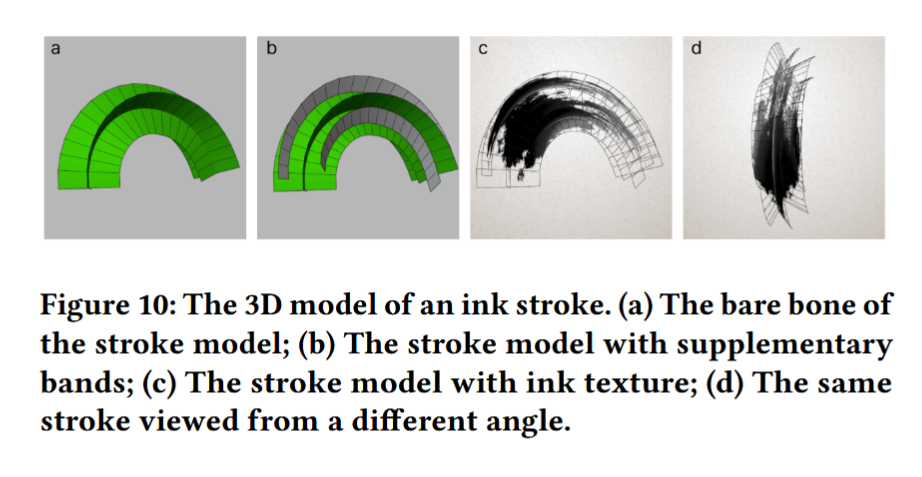 a
b
c
d
Figure 10: The 3D model of an ink stroke. (a) The bare bone of
the stroke model; (b) The stroke model with supplementary
bands; (c) The stroke model with ink texture; (d) The same
stroke viewed from a different angle.